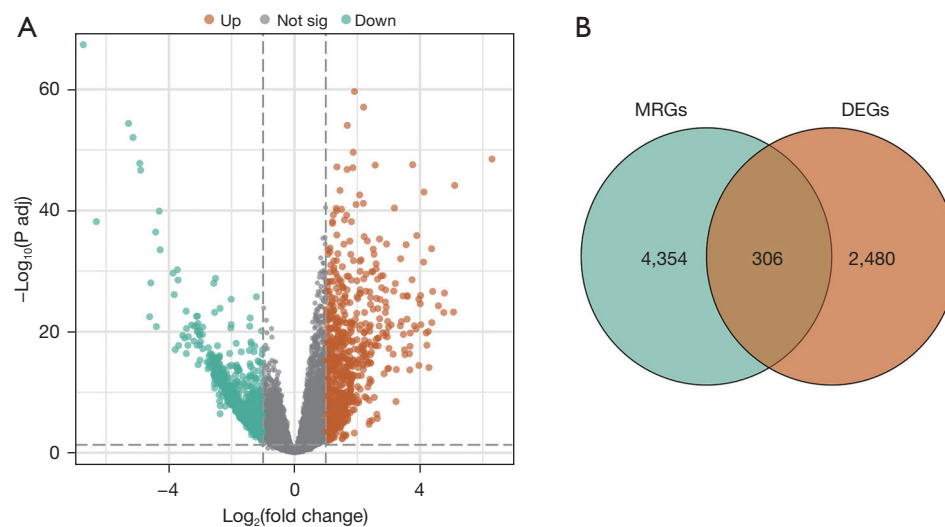 A
Up Not sig Down
60
40
20
0
−4 0 4
−Log10(P adj)
Log2(fold change)
B
MRGs DEGs
4,354 306 2,480